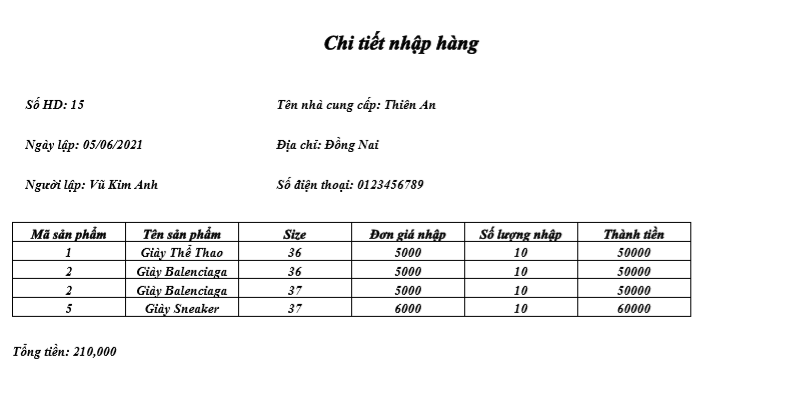 Chi tiết nhập hàng
Số HD: 15 Tên nhà cung cấp: Thiên An
Ngày lập: 05/06/2021 Địa chỉ: Đồng Nai
Người lập: Vũ Kim Anh Số điện thoại: 0123456789
Mã sản phẩm Tên sản phẩm Size Đơn giá nhập Số lượng nhập Thành tiền
1 Giày Thể Thao 36 5000 10 50000
2 Giày Balenciaga 36 5000 10 50000
2 Giày Balenciaga 37 5000 10 50000
5 Giày Sneaker 37 6000 10 60000
Tổng tiền: 210,000